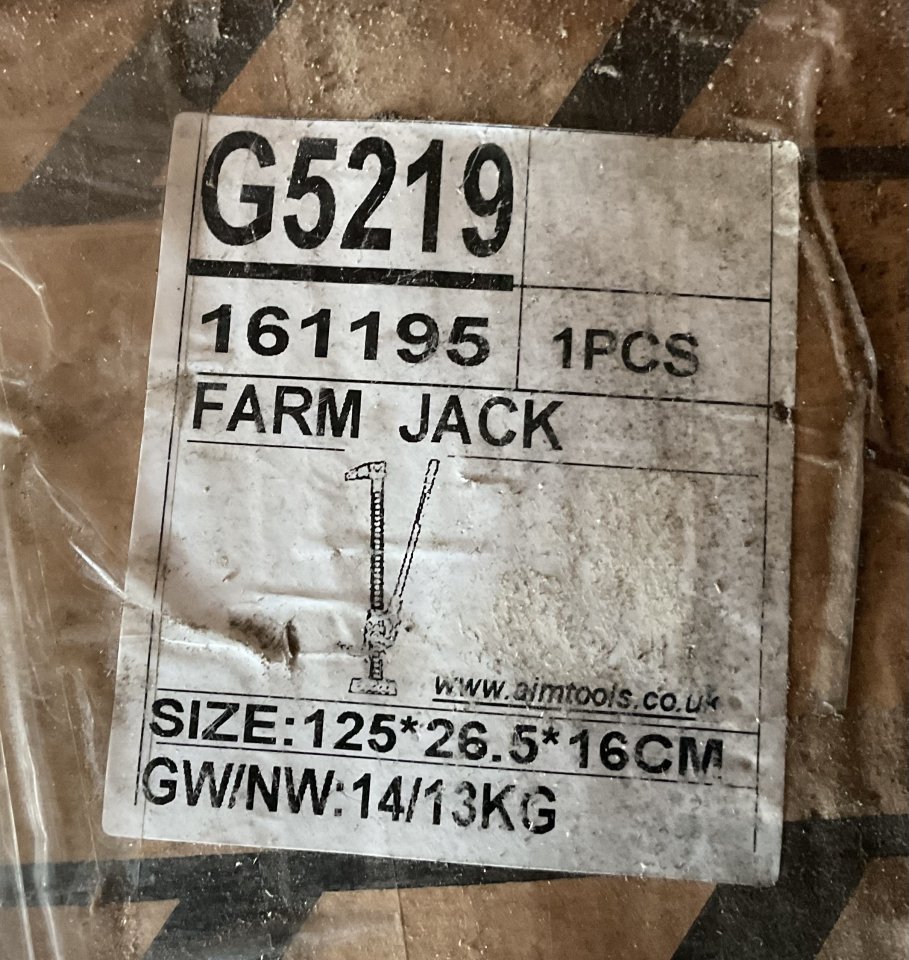 G5219
161195 1PCS
FARM JACK
www.aimtools.co.uk
SIZE:125*26.5*16CM
GW/NW:14/13KG